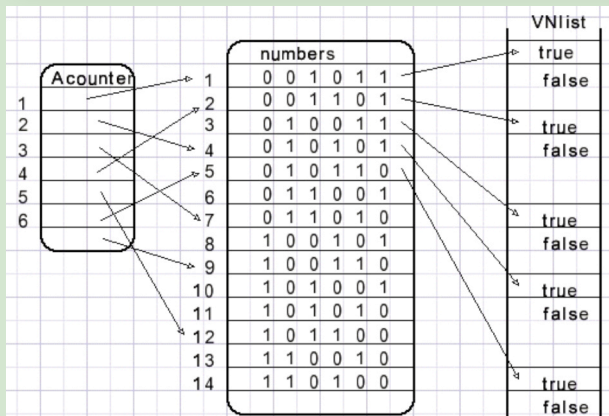 Acounter
1
2
3
4
5
6
numbers
1 0 0 1 0 1 1
2 0 0 1 1 0 1
3 0 1 0 0 1 1
4 0 1 0 1 0 1
5 0 1 0 1 1 0
6 0 1 1 0 0 1
7 0 1 1 0 1 0
8 1 0 0 1 0 1
9 1 0 0 1 1 0
10 1 0 1 0 0 1
11 1 0 1 0 1 0
12 1 0 1 1 0 0
13 1 1 0 0 1 0
14 1 1 0 1 0 0
VNlist
true
false
true
false
true
false
true
false
true
false